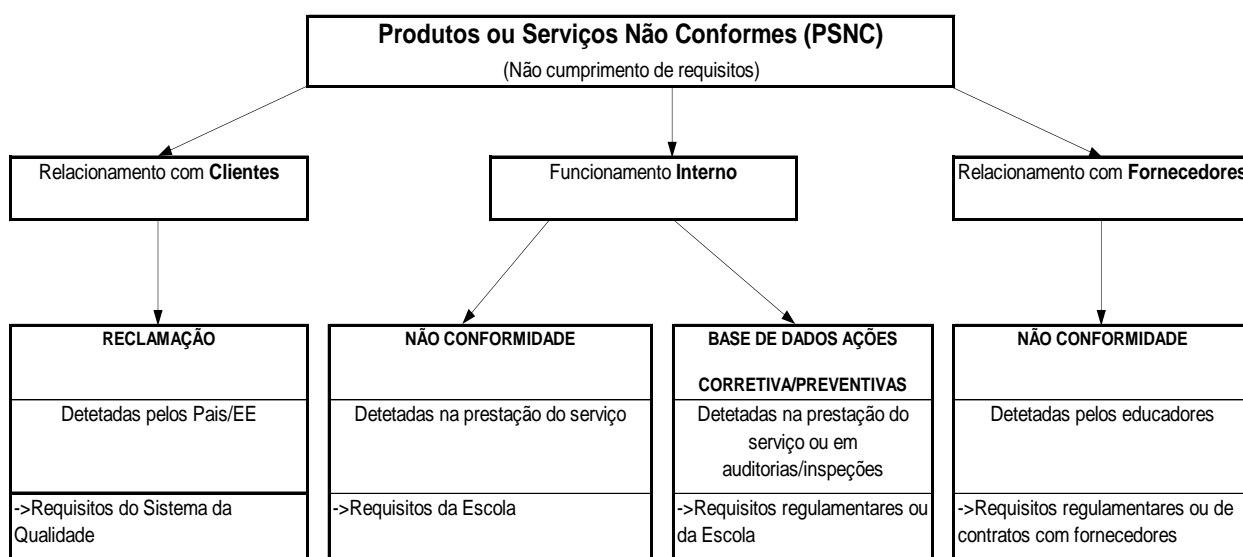 Produtos ou Serviços Não Conformes (PSNC)
(Não cumprimento de requisitos)
Relacionamento com Clientes
Funcionamento Interno
Relacionamento com Fornecedores
RECLAMAÇÃO
Detetadas pelos Pais/EE
->Requisitos do Sistema da
Qualidade
NÃO CONFORMIDADE
Detetadas na prestação do serviço
->Requisitos da Escola
BASE DE DADOS AÇÕES
CORRETIVA/PREVENTIVAS
Detetadas na prestação do
serviço ou em
auditorias/inspeções
->Requisitos regulamentares ou
da Escola
NÃO CONFORMIDADE
Detetadas pelos educadores
->Requisitos regulamentares ou de
contratos com fornecedores